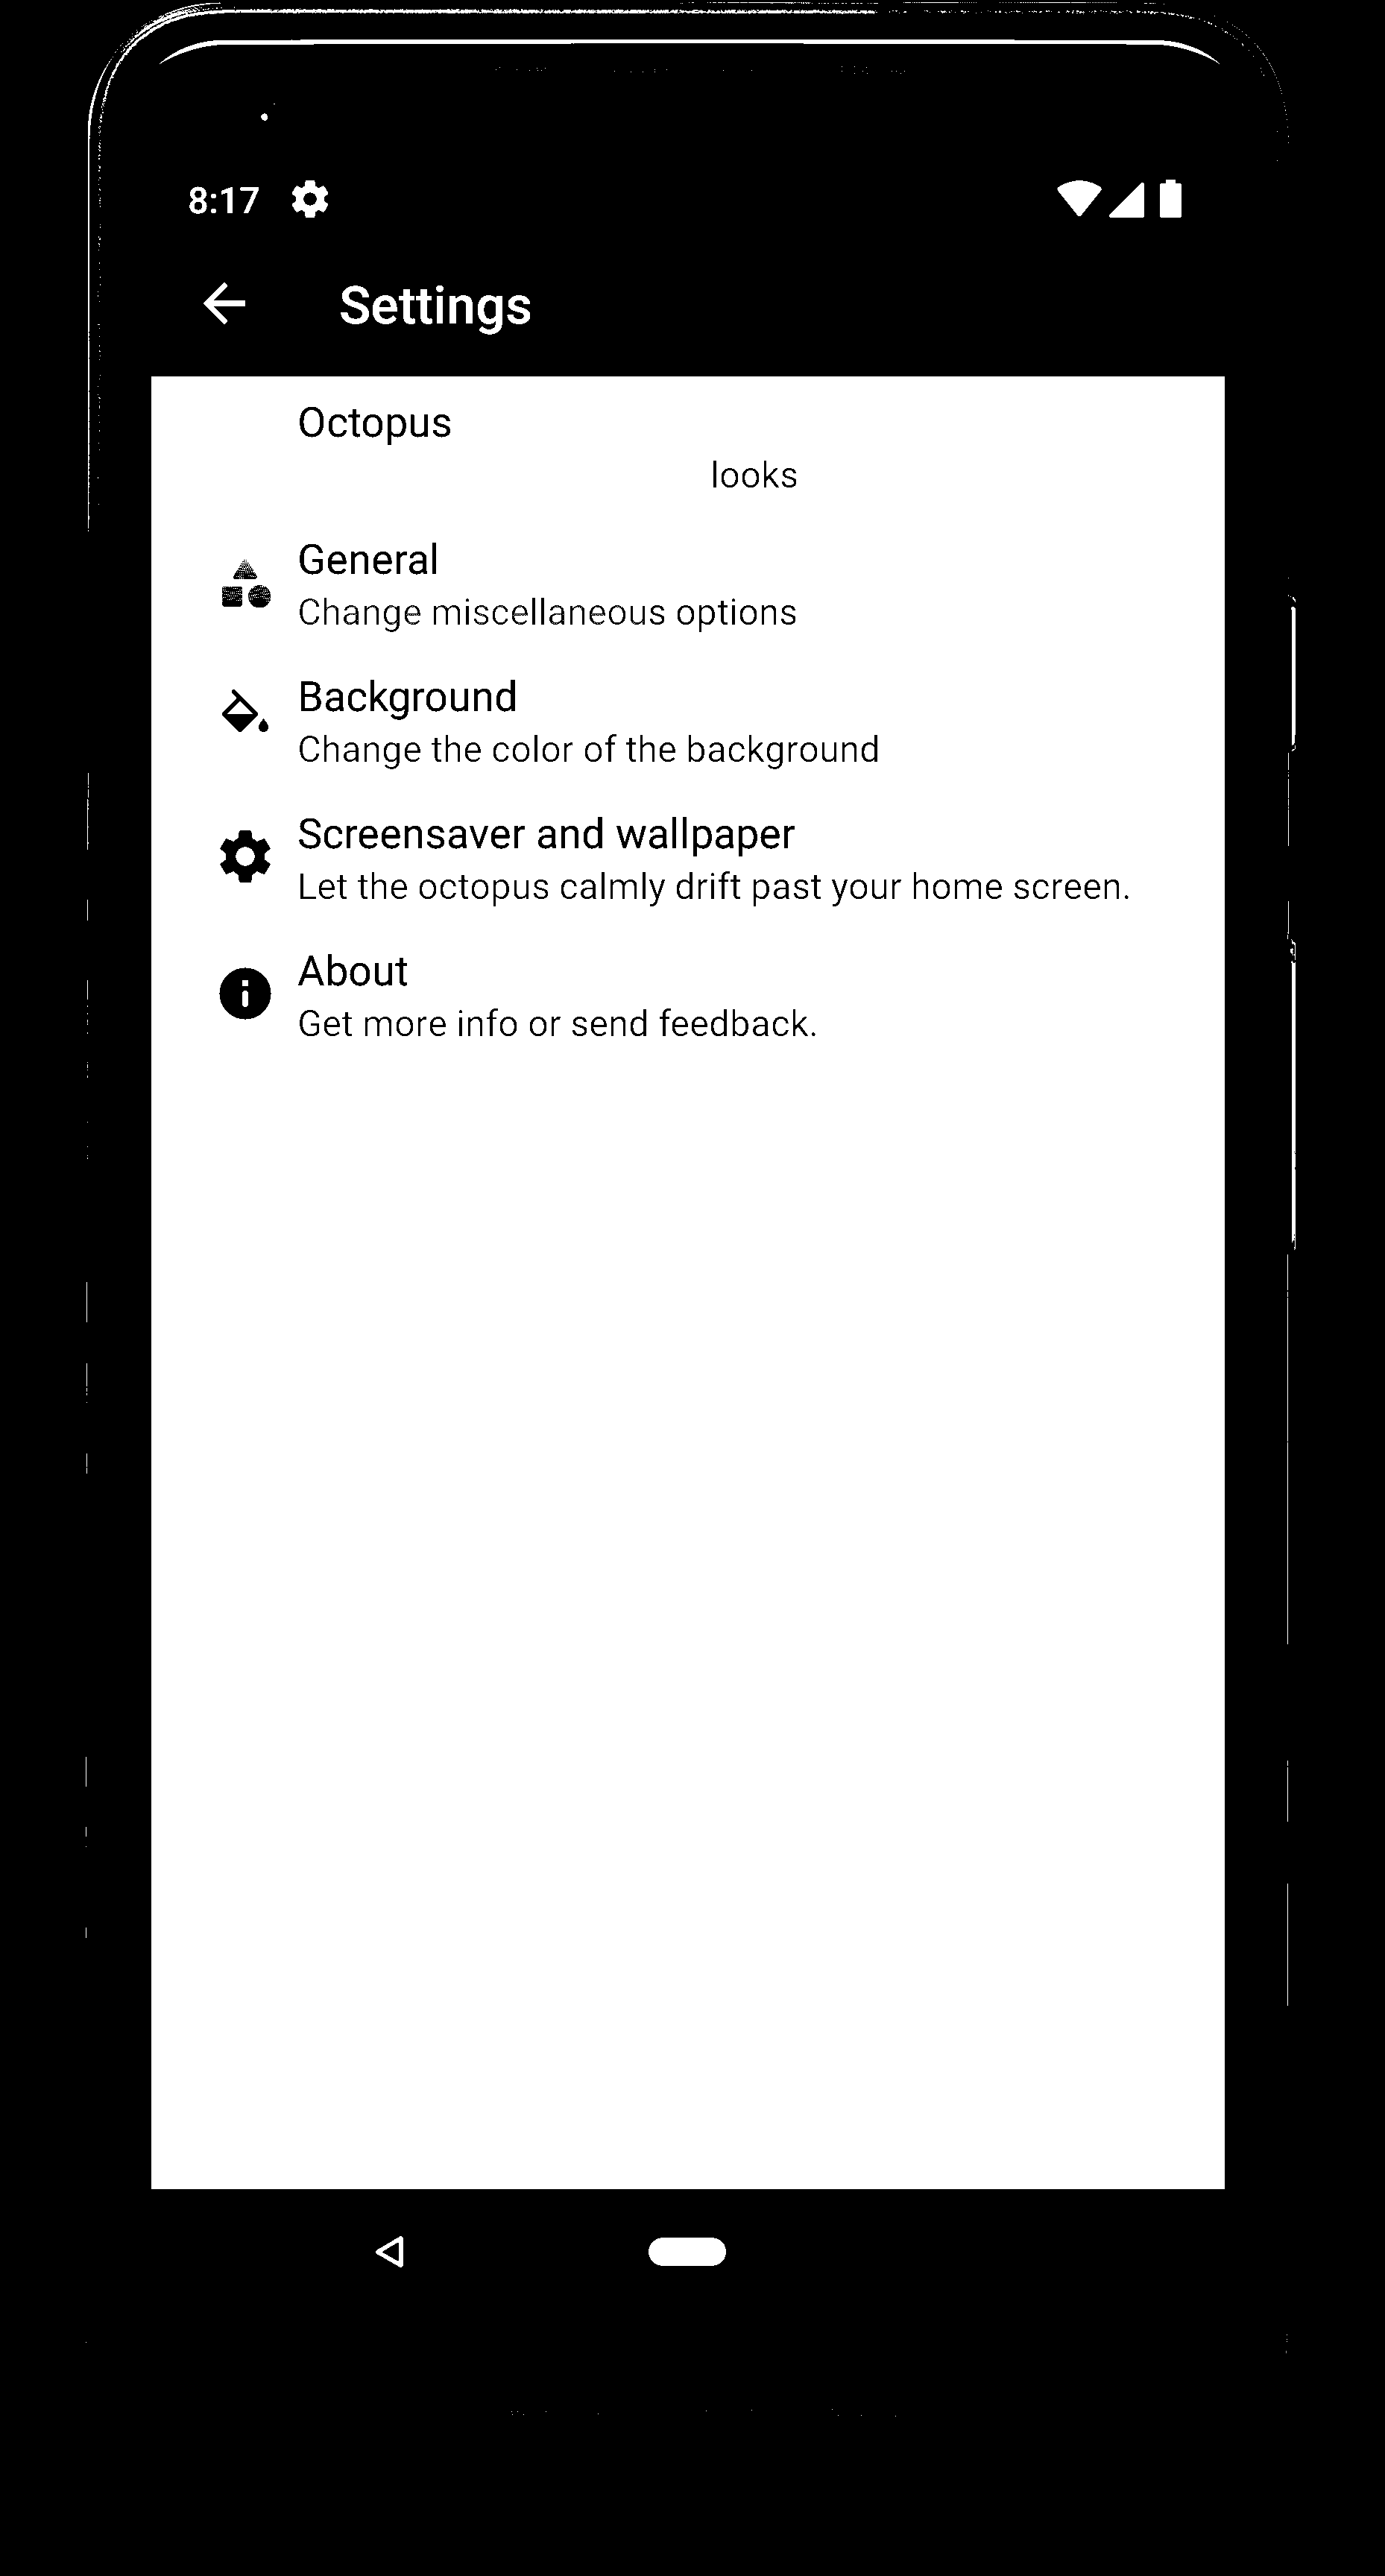 8:17
Settings
Octopus
looks
General
Change miscellaneous options
Background
Change the color of the background
Screensaver and wallpaper
Let the octopus calmly drift past your home screen.
About
Get more info or send feedback.